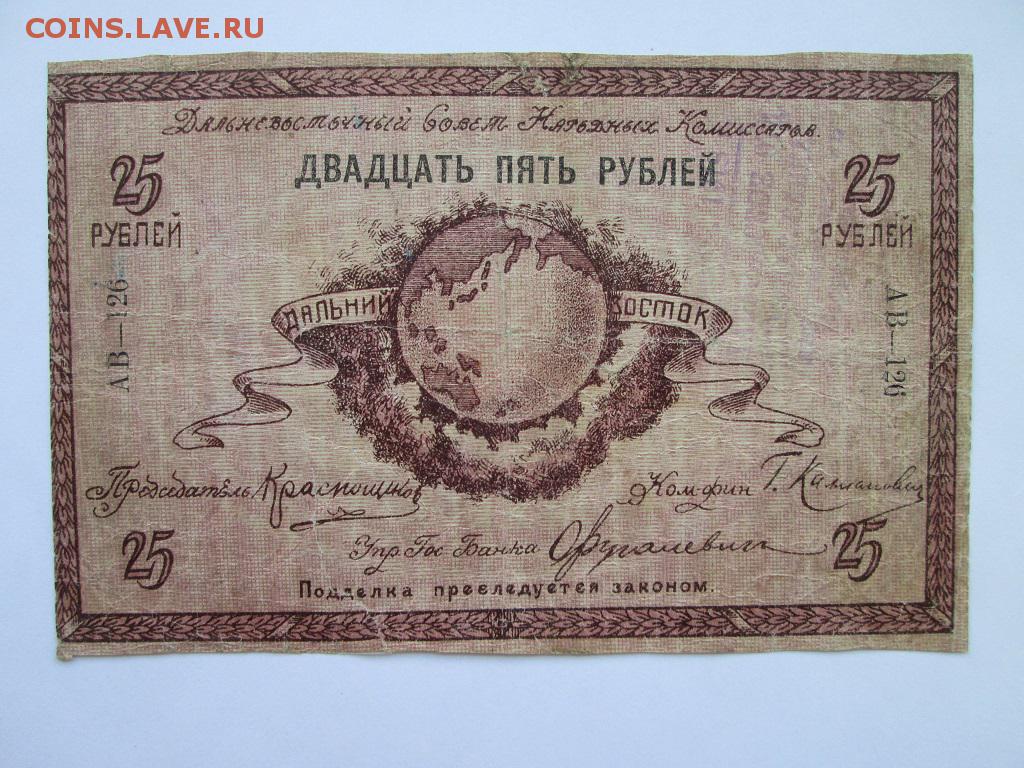 COINS.LAVE.RU
Дальневосточный Совет Народных Комиссаров.
ДВАДЦАТЬ ПЯТЬ РУБЛЕЙ
25 РУБЛЕЙ
25 РУБЛЕЙ
ДАЛЬНИЙ ВОСТОК
АВ—126
АВ—126
Председатель Краснощеков
Ком-фин Г. Калманович
Упр Гос Банка
25
25
Подделка преследуется законом.